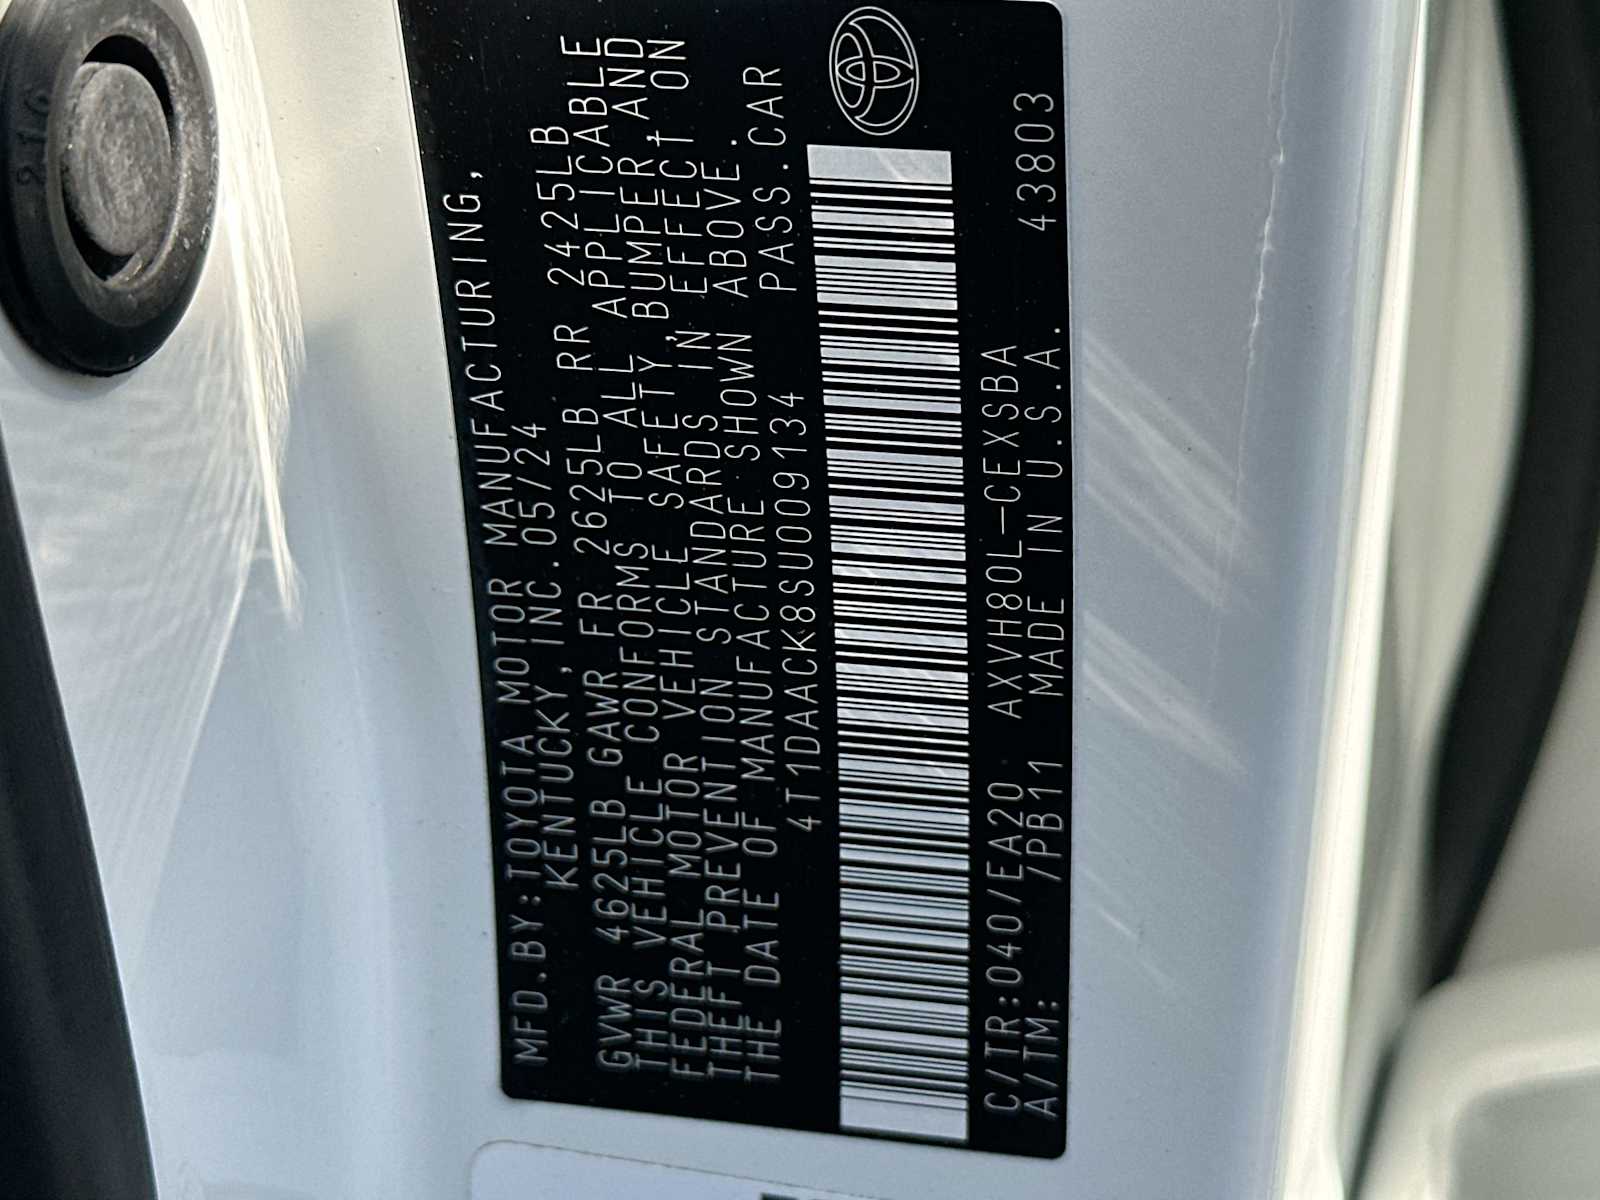 MFD.BY:TOYOTA MOTOR MANUFACTURING,
KENTUCKY, INC. 05/24
GVWR 4625LB GAWR FR 2625LB RR 2425LB
THIS VEHICLE CONFORMS TO ALL APPLICABLE
FEDERAL MOTOR VEHICLE SAFETY, BUMPER, AND
THEFT PREVENTION STANDARDS IN EFFECT ON
THE DATE OF MANUFACTURE SHOWN ABOVE.
4T1DAACK8SU009134 PASS.CAR
C/TR:040/EA20 AXVH80L-CEXSBA 43803
A/TM: /PB11 MADE IN U.S.A.
216